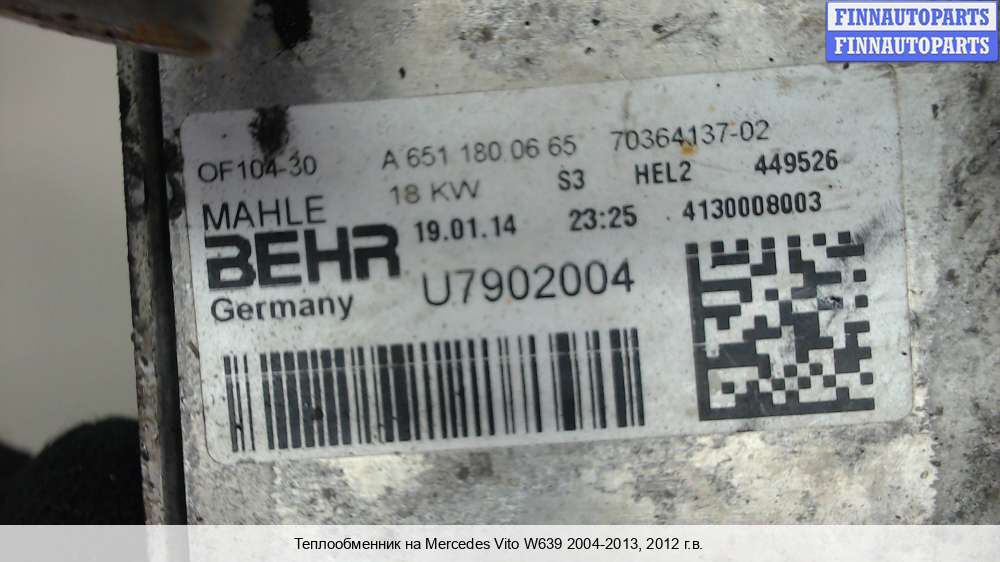 FINNAUTOPARTS
FINNAUTOPARTS
OF104-30 A 651 180 06 65 70364137-02
18 KW S3 HEL2 449526
MAHLE
BEHR 19.01.14 23:25 4130008003
Germany U7902004
Теплообменник на Mercedes Vito W639 2004-2013, 2012 г.в.